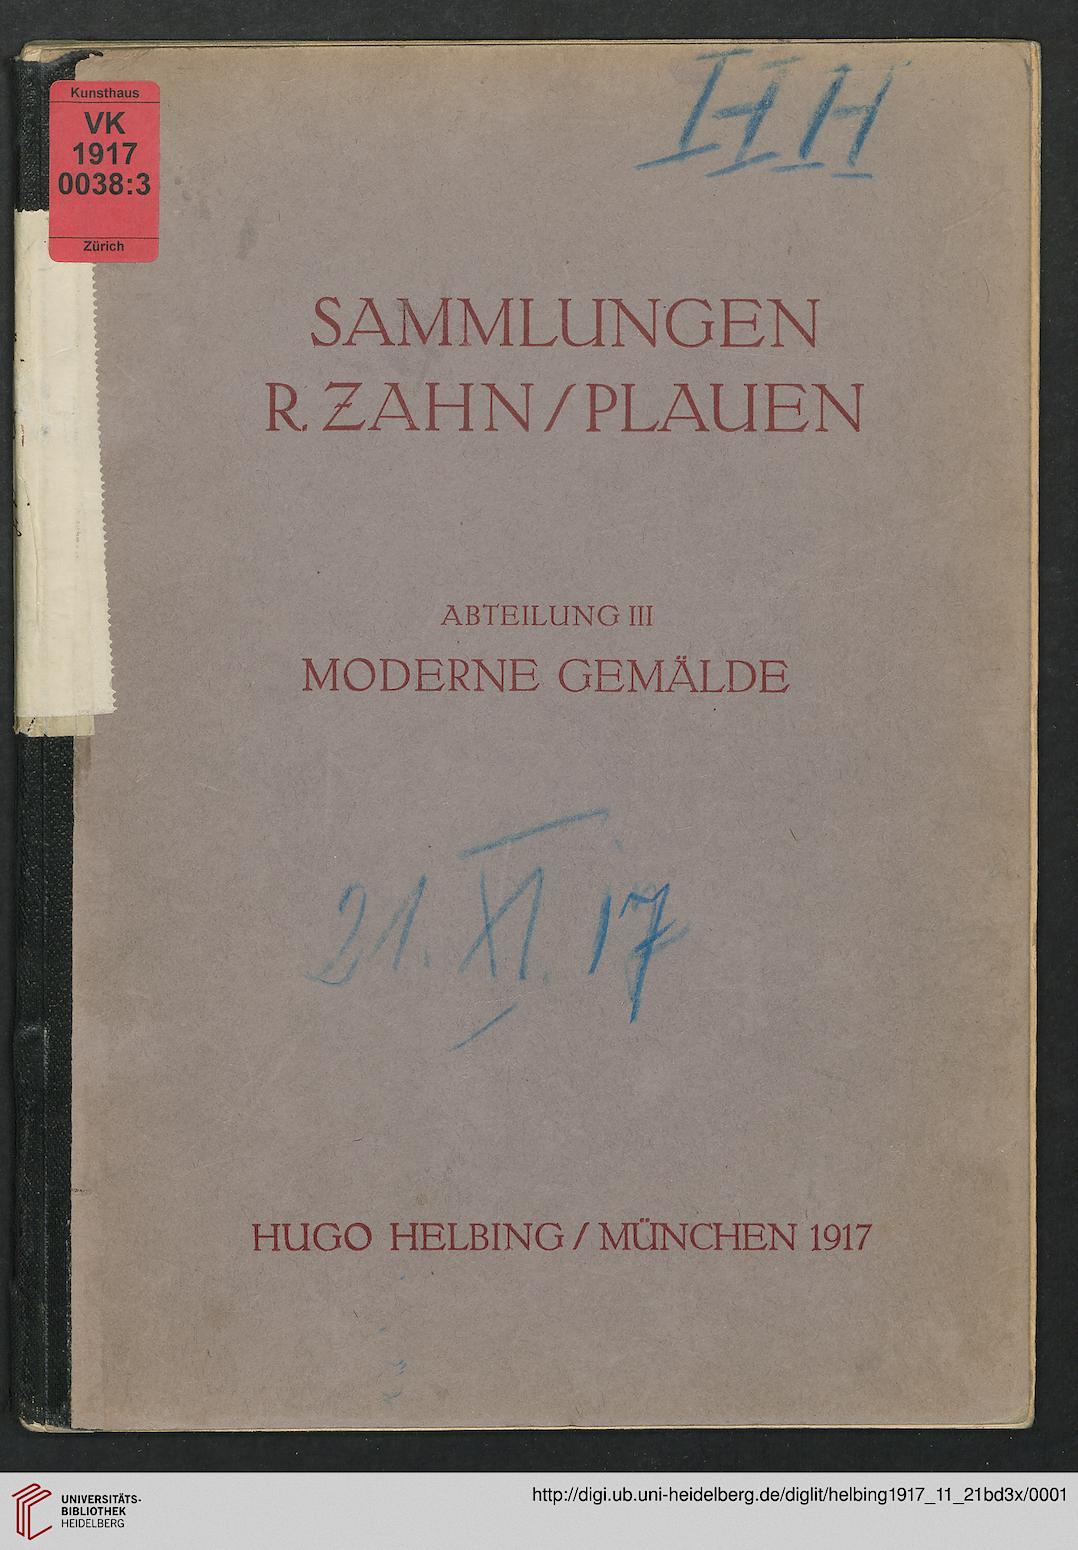 Kunsthaus
VK
1917
0038:3
Zürich
HH
SAMMLUNGEN
R. ZAHN / PLAUEN
ABTEILUNG III
MODERNE GEMÄLDE
21. XI. 17
HUGO HELBING / MÜNCHEN 1917
UNIVERSITÄTS-
BIBLIOTHEK
HEIDELBERG
http://digi.ub.uni-heidelberg.de/diglit/helbing1917_11_21bd3x/0001